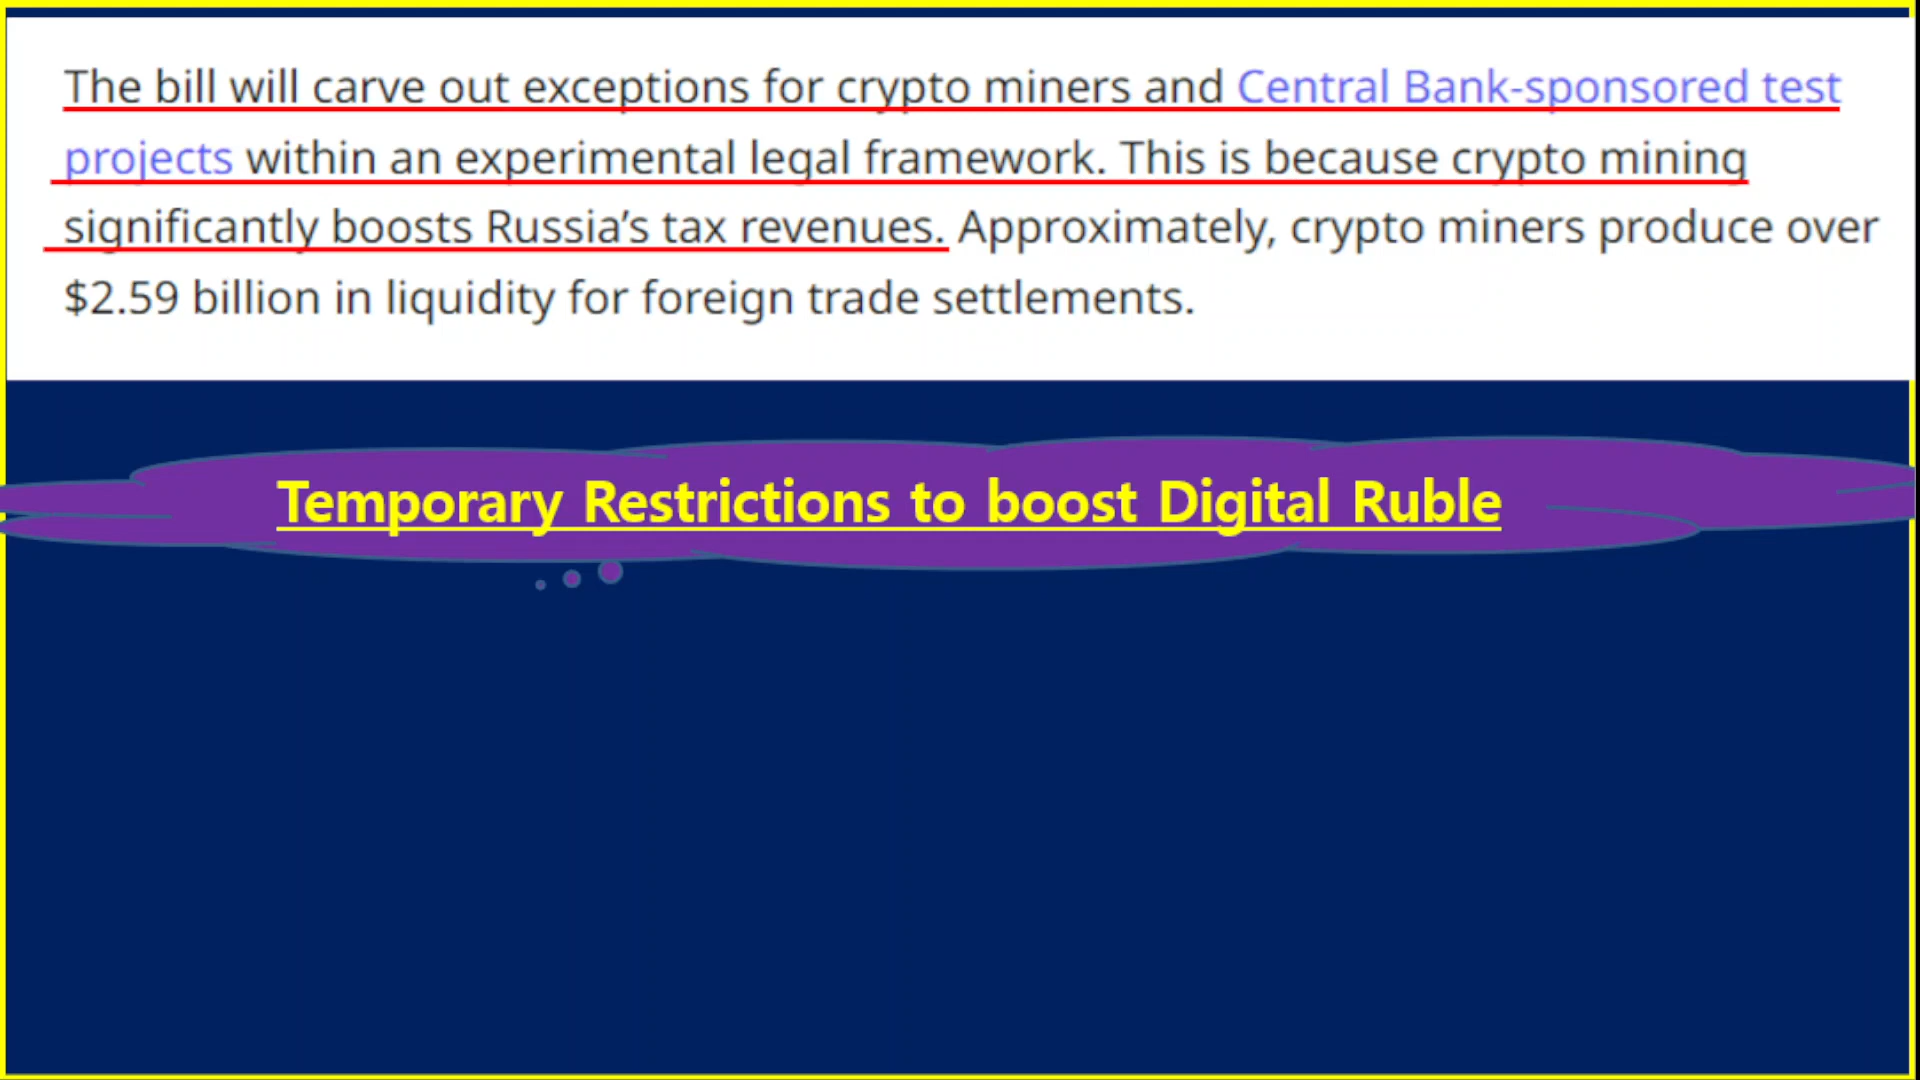 The bill will carve out exceptions for crypto miners and Central Bank-sponsored test
projects within an experimental legal framework. This is because crypto mining
significantly boosts Russia’s tax revenues. Approximately, crypto miners produce over
$2.59 billion in liquidity for foreign trade settlements.
Temporary Restrictions to boost Digital Ruble